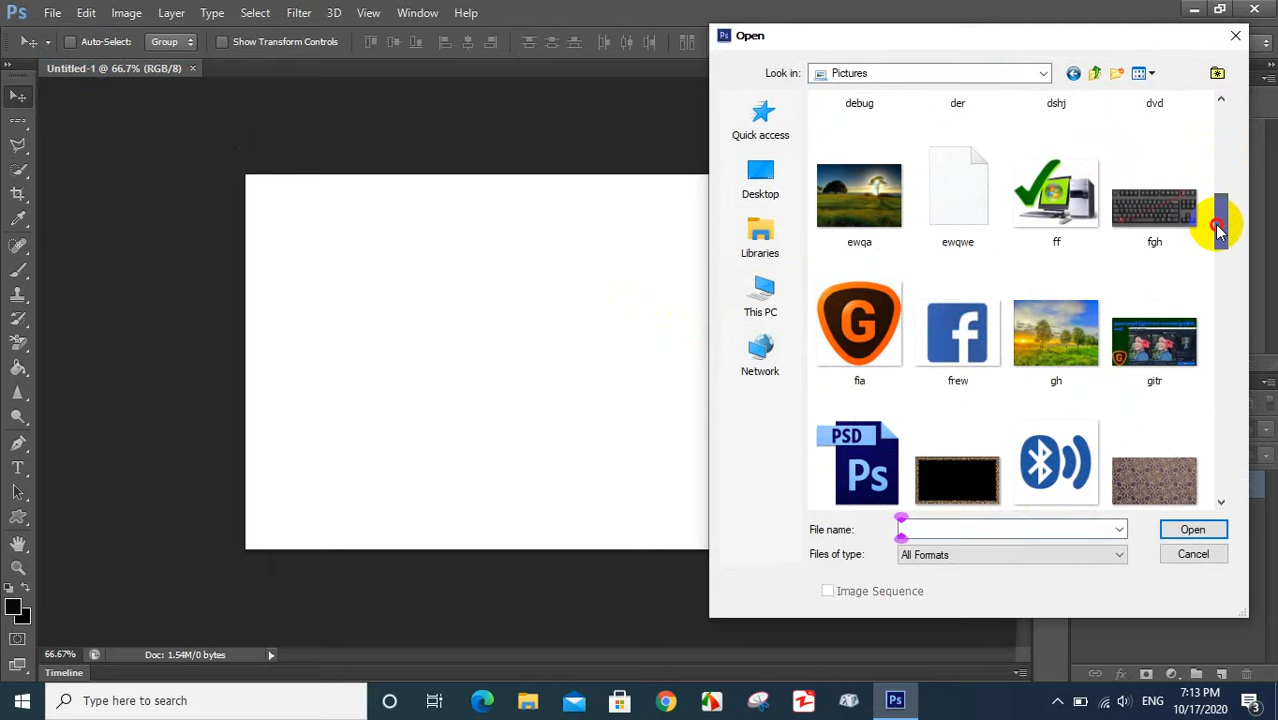 Ps File Edit Image Layer Type Select Filter 3D View Window Help
Auto-Select: Group Show Transform Controls
Untitled-1 @ 66.7% (RGB/8) ×
Ps Open
Look in: Pictures
debug der dshj dvd
Quick access
Desktop
Libraries
This PC
Network
ewqa ewqwe ff fgh
G f
fia frew gh gitr
PSD
Ps
File name: Open
Files of type: All Formats Cancel
Image Sequence
66.67% Doc: 1.54M/0 bytes
Timeline
Type here to search
Ps
ENG
7:13 PM
10/17/2020
3